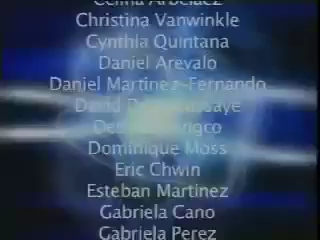 Christina Vanwinkle
Cynthia Quintana
Daniel Arevalo
Daniel Martinez-Fernando
David
Dominique Moss
Eric Chwin
Esteban Martinez
Gabriela Cano
Gabriela Perez